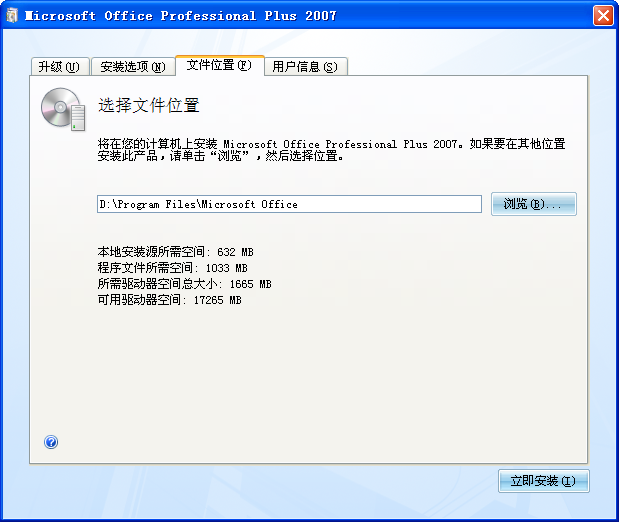 Microsoft Office Professional Plus 2007
升级(U) 安装选项(N) 文件位置(F) 用户信息(S)
选择文件位置
将在您的计算机上安装 Microsoft Office Professional Plus 2007。如果要在其他位置
安装此产品,请单击“浏览”,然后选择位置。
D:\Program Files\Microsoft Office 浏览(B)...
本地安装源所需空间: 632 MB
程序文件所需空间: 1033 MB
所需驱动器空间总大小: 1665 MB
可用驱动器空间: 17265 MB
?
立即安装(I)